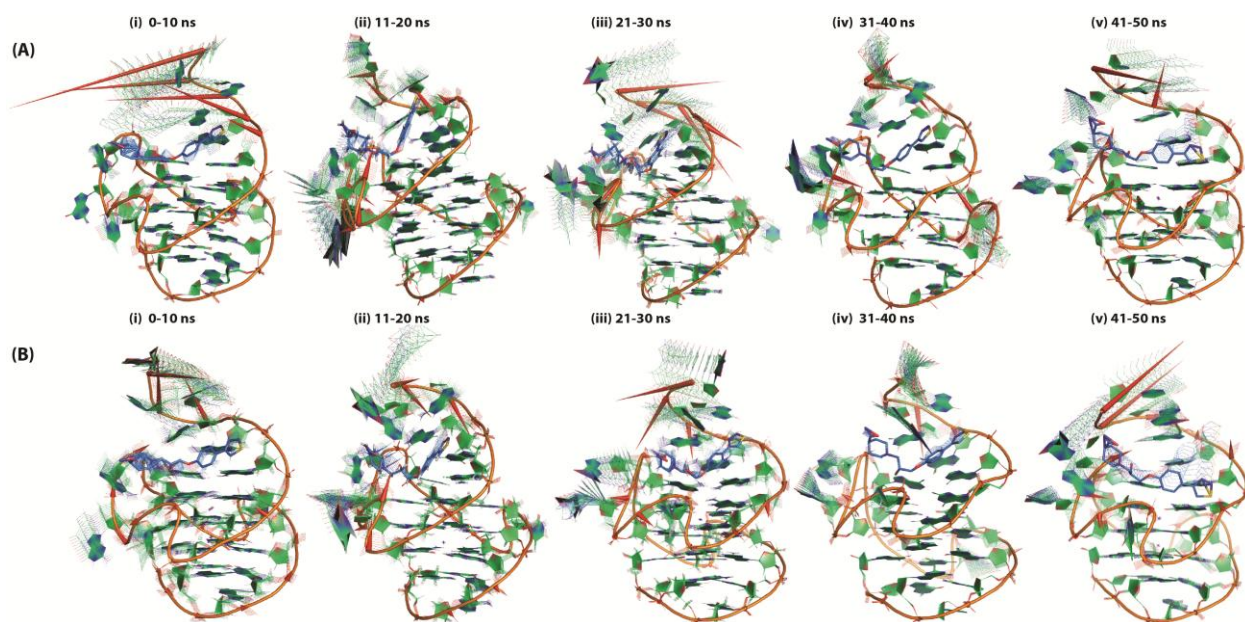 (i) 0-10 ns (ii) 11-20 ns (iii) 21-30 ns (iv) 31-40 ns (v) 41-50 ns
(A)
(i) 0-10 ns (ii) 11-20 ns (iii) 21-30 ns (iv) 31-40 ns (v) 41-50 ns
(B)